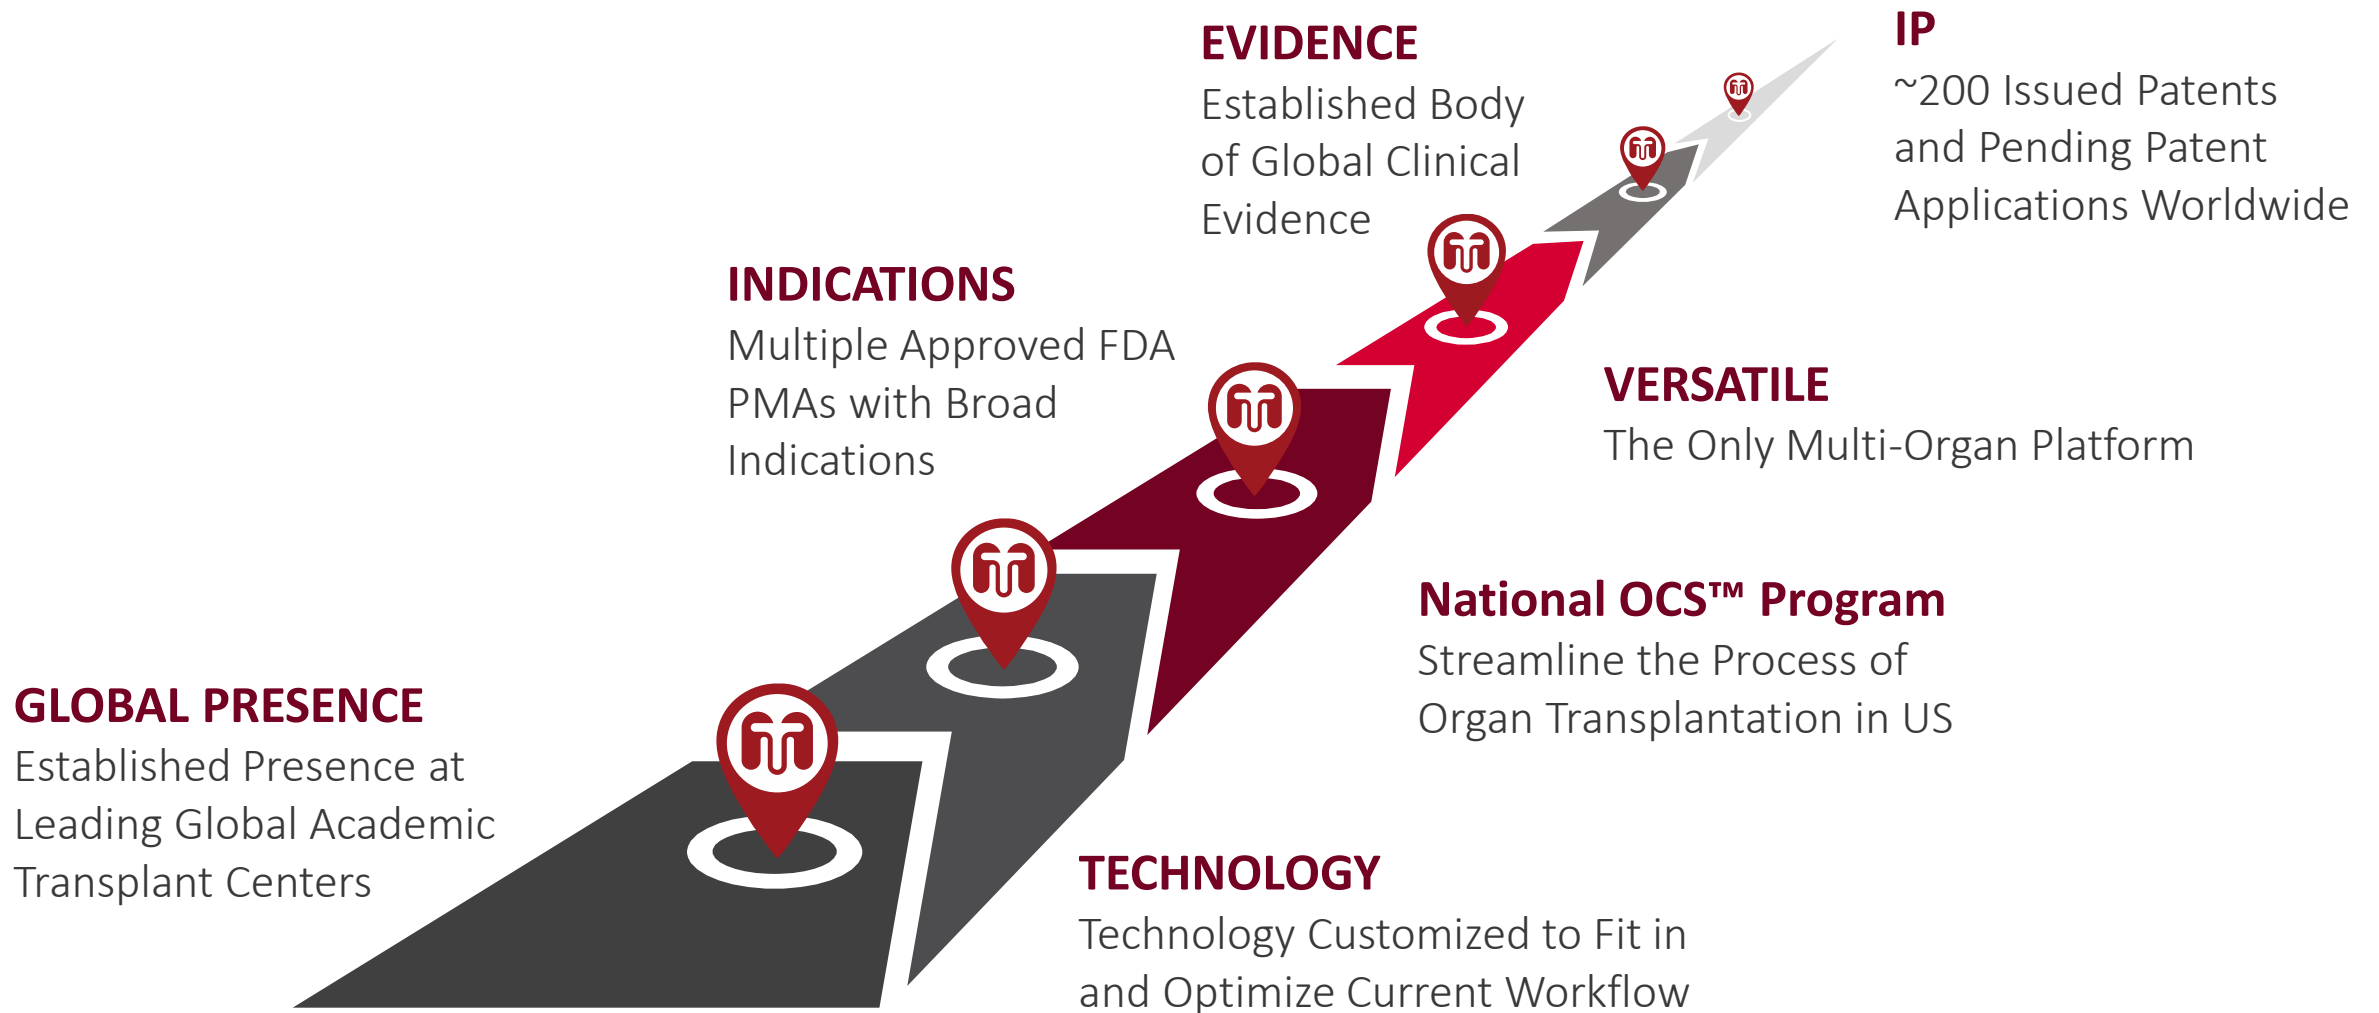 EVIDENCE
Established Body
of Global Clinical
Evidence
IP
~200 Issued Patents
and Pending Patent
Applications Worldwide
INDICATIONS
Multiple Approved FDA
PMAs with Broad
Indications
VERSATILE
The Only Multi-Organ Platform
National OCS™ Program
Streamline the Process of
Organ Transplantation in US
GLOBAL PRESENCE
Established Presence at
Leading Global Academic
Transplant Centers
TECHNOLOGY
Technology Customized to Fit in
and Optimize Current Workflow